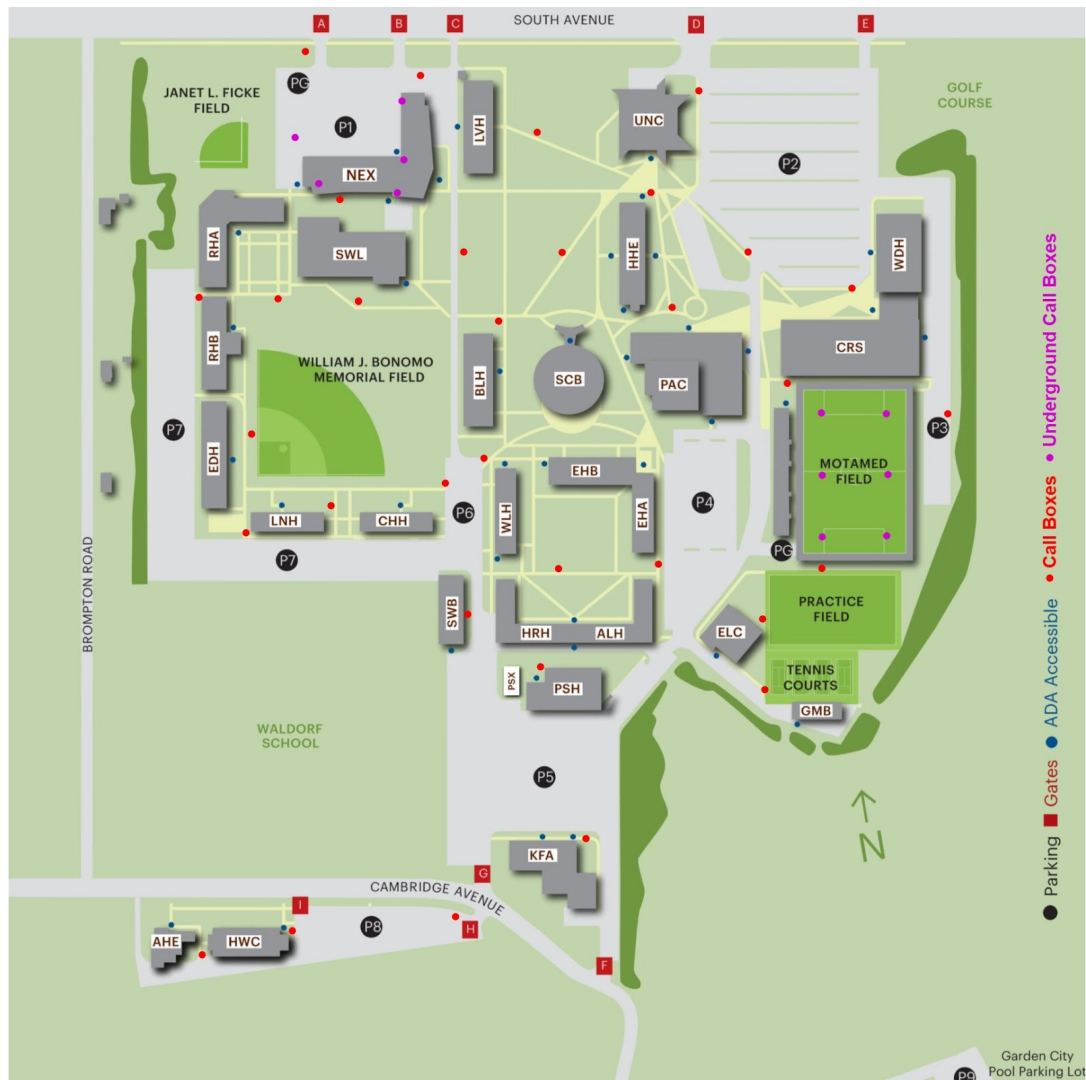 SOUTH AVENUE
A
B
C
D
E
PG
JANET L. FICKE
FIELD
GOLF
COURSE
P1
LVH
UNC
P2
NEX
RHA
SWL
HHE
WDH
P7
RHB
WILLIAM J. BONOMO
MEMORIAL FIELD
BLH
SCB
PAC
CRS
P7
EDH
P3
MOTAMED
FIELD
EHB
WLH
EHA
P4
P6
LNH
CHH
P7
PG
BROMPTON ROAD
SWB
HRH
ALH
ELC
PRACTICE
FIELD
PSX
PSH
TENNIS
COURTS
GMB
WALDORF
SCHOOL
P5
N
KFA
G
CAMBRIDGE AVENUE
I
P8
H
AHE
HWC
F
Garden City
Pool Parking Lot
P9
Parking
Gates
ADA Accessible
Call Boxes
Underground Call Boxes